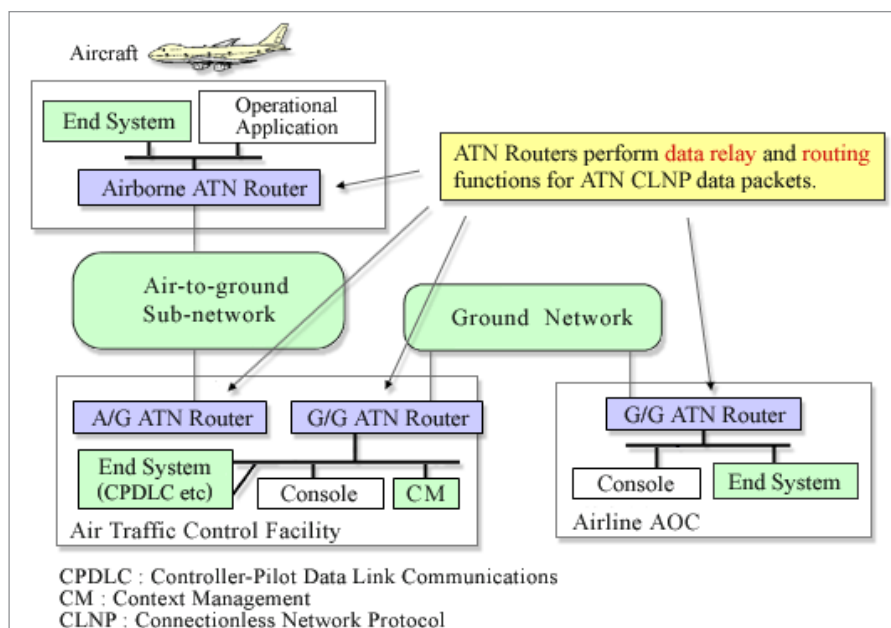 Aircraft
End System
Operational
Application
Airborne ATN Router
ATN Routers perform data relay and routing
functions for ATN CLNP data packets.
Air-to-ground
Sub-network
Ground Network
A/G ATN Router
G/G ATN Router
G/G ATN Router
End System
(CPDLC etc)
Console
CM
Console
End System
Air Traffic Control Facility
Airline AOC
CPDLC : Controller-Pilot Data Link Communications
CM : Context Management
CLNP : Connectionless Network Protocol